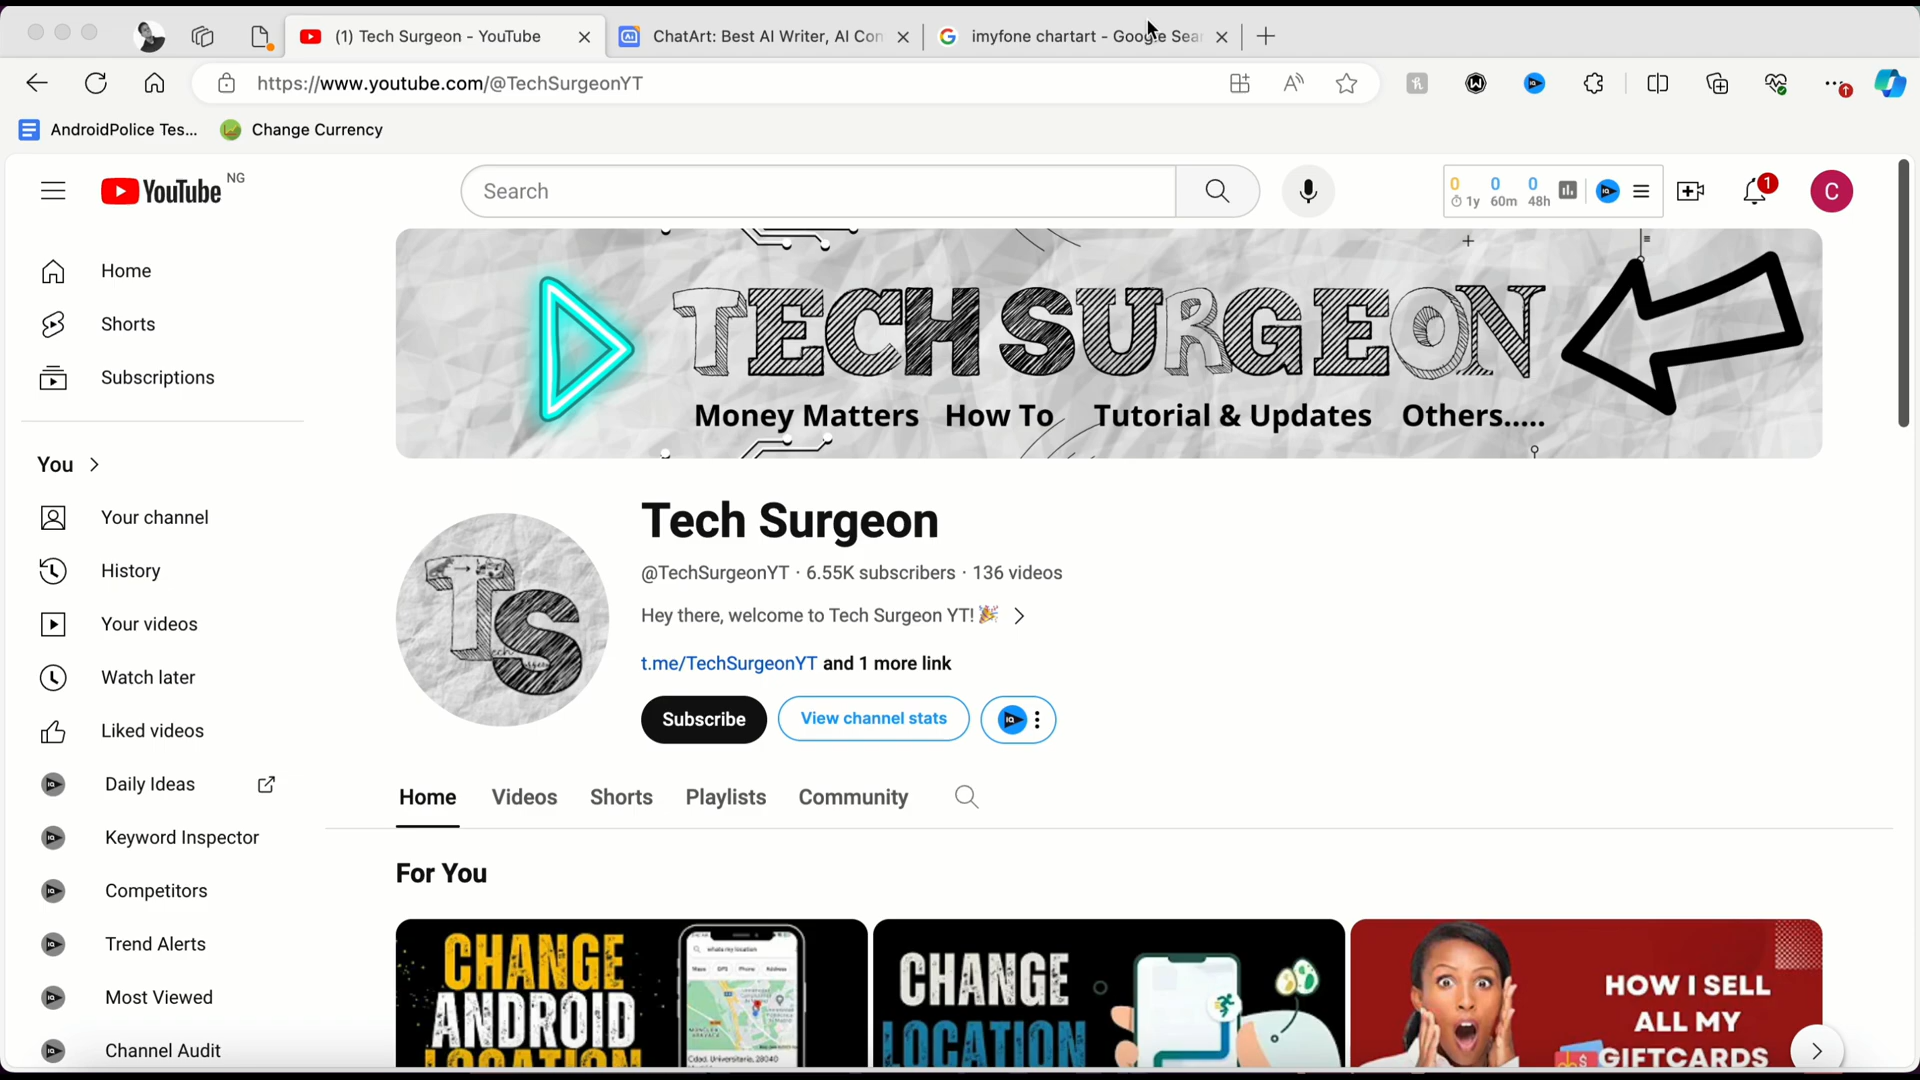 (1) Tech Surgeon - YouTube
ChatArt: Best AI Writer, AI Con
imyfone chartart - Google Sear
https://www.youtube.com/@TechSurgeonYT
AndroidPolice Tes...
Change Currency
YouTube NG
Search
0 0 0
1y 60m 48h
1
C
Home
Shorts
Subscriptions
You
Your channel
History
Your videos
Watch later
Liked videos
Daily Ideas
Keyword Inspector
Competitors
Trend Alerts
Most Viewed
Channel Audit
TECH SURGEON
Money Matters How To Tutorial & Updates Others.....
TS
Tech Surgeon
@TechSurgeonYT · 6.55K subscribers · 136 videos
Hey there, welcome to Tech Surgeon YT! 🎉
t.me/TechSurgeonYT and 1 more link
Subscribe
View channel stats
Home
Videos
Shorts
Playlists
Community
For You
CHANGE
ANDROID
LOCATION
CHANGE
LOCATION
HOW I SELL
ALL MY
GIFTCARDS